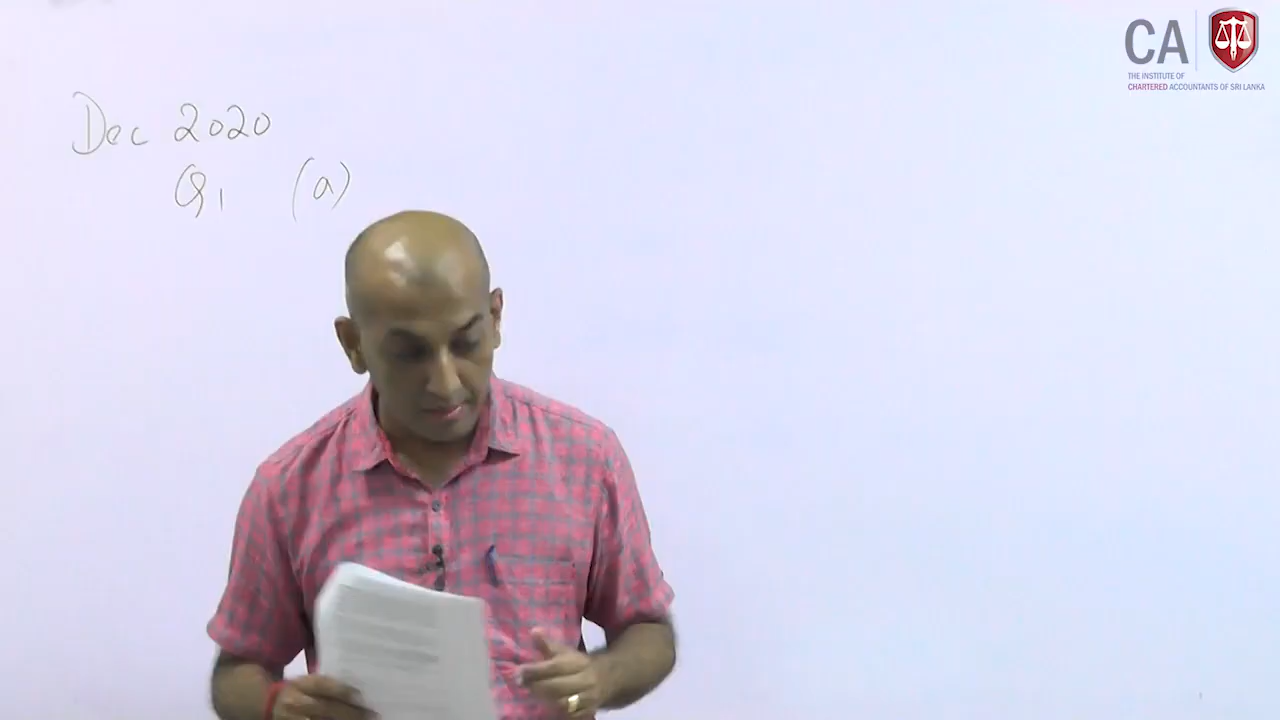 Dec 2020
Q1 (a)
CA
THE INSTITUTE OF
CHARTERED ACCOUNTANTS OF SRI LANKA